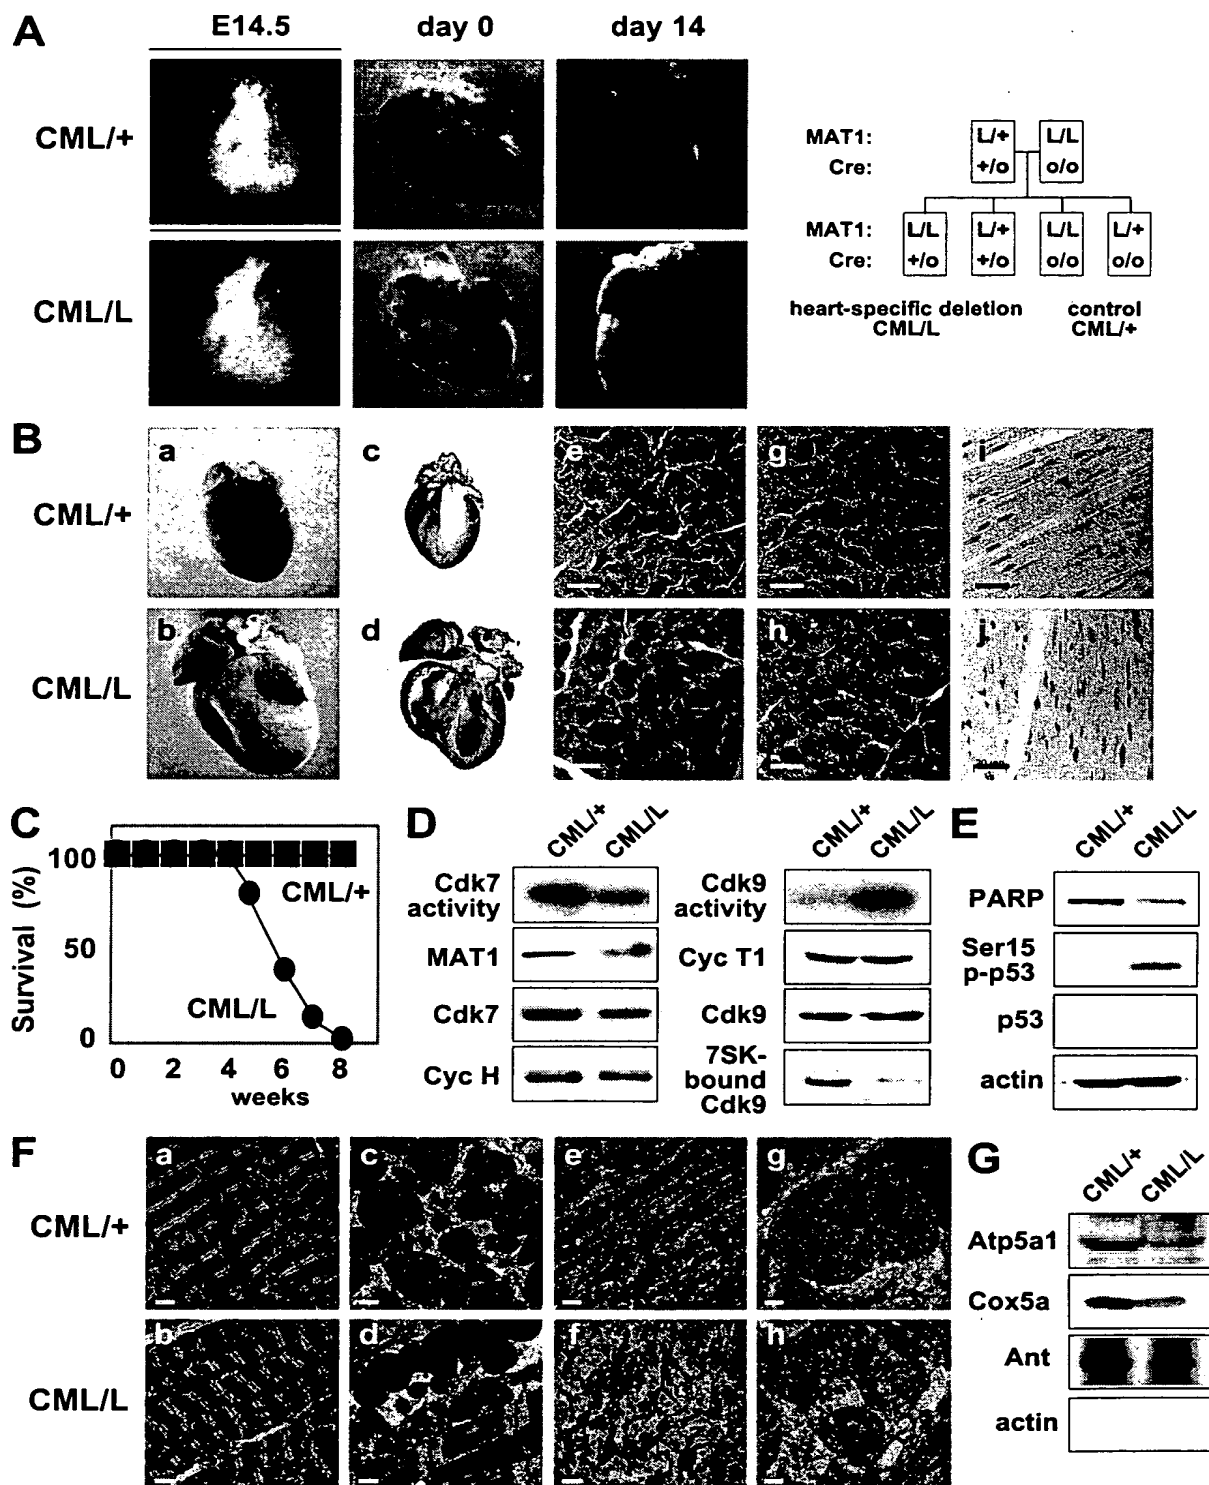 A
E14.5 day 0 day 14
CML/+
CML/L
MAT1: L/+ L/L
Cre: +/o o/o
MAT1: L/L L/+ L/L L/+
Cre: +/o +/o o/o o/o
heart-specific deletion control
CML/L CML/+
B
a c e g i
CML/+
b d f h j
CML/L
C
Survival (%)
100
50
0
CML/+
CML/L
0 2 4 6 8
weeks
D
CML/+ CML/L
Cdk7
activity
MAT1
Cdk7
Cyc H
CML/+ CML/L
Cdk9
activity
Cyc T1
Cdk9
7SK-
bound
Cdk9
E
CML/+ CML/L
PARP
Ser15
p-p53
p53
actin
F
a c e g
CML/+
b d f h
CML/L
G
CML/+ CML/L
Atp5a1
Cox5a
Ant
actin